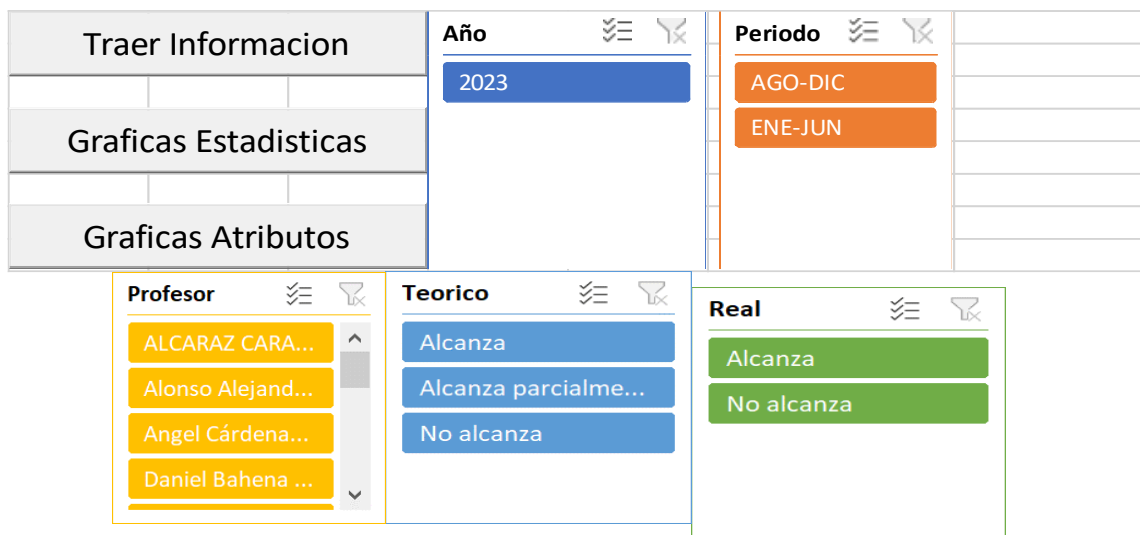 Traer Informacion
Graficas Estadisticas
Graficas Atributos
Año
2023
Periodo
AGO-DIC
ENE-JUN
Profesor
ALCARAZ CARA...
Alonso Alejand...
Angel Cárdena...
Daniel Bahena ...
Teorico
Alcanza
Alcanza parcialme...
No alcanza
Real
Alcanza
No alcanza